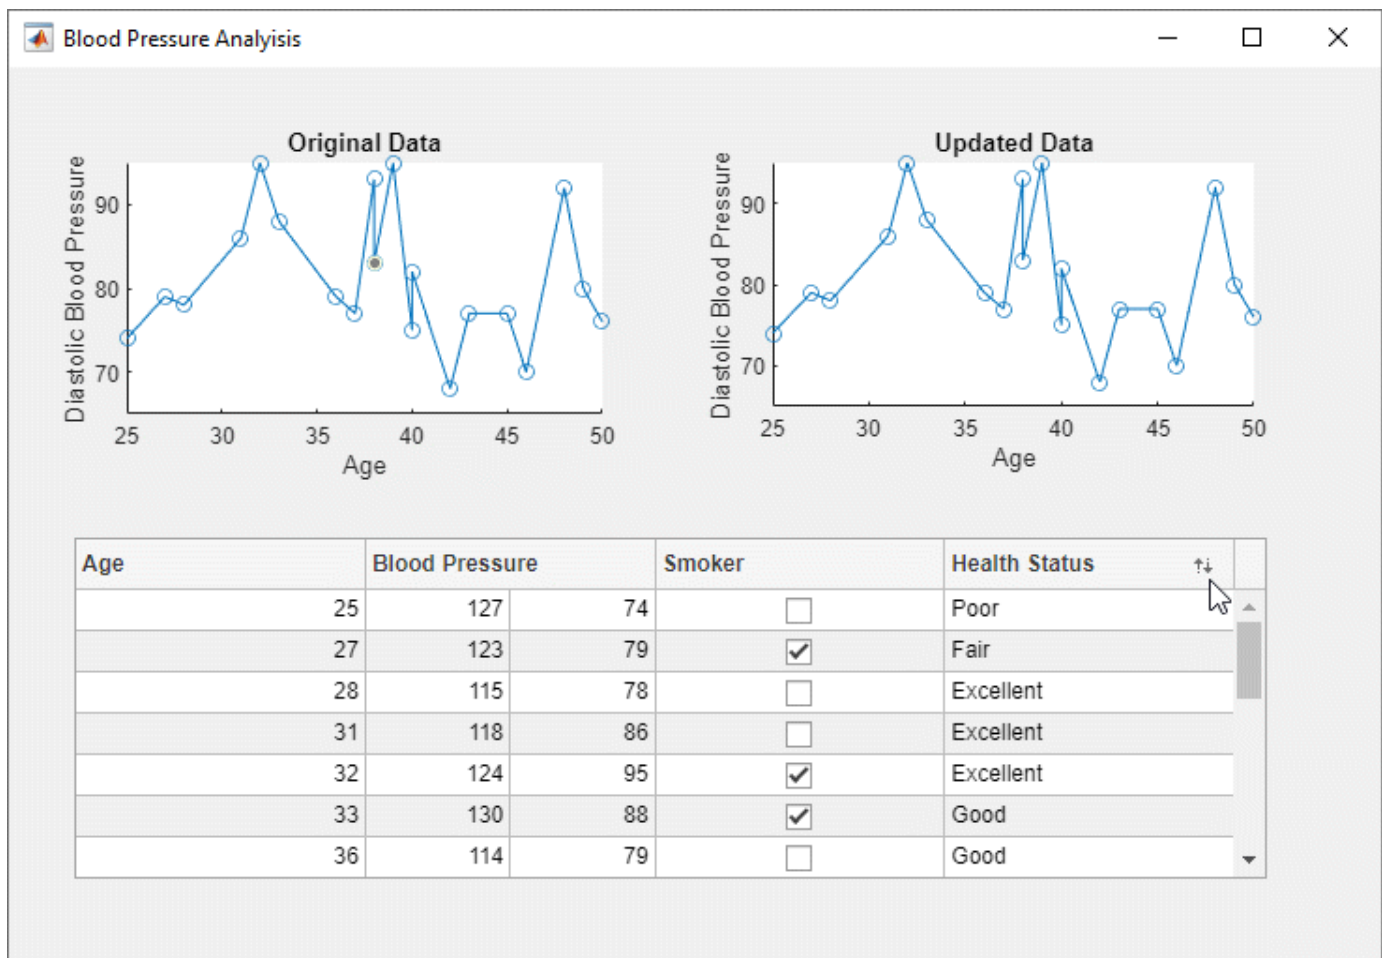 Blood Pressure Analyisis
Original Data
Diastolic Blood Pressure
90
80
70
25 30 35 40 45 50
Age
Updated Data
Diastolic Blood Pressure
90
80
70
25 30 35 40 45 50
Age
Age Blood Pressure Smoker Health Status
25 127 74 Poor
27 123 79 Fair
28 115 78 Excellent
31 118 86 Excellent
32 124 95 Excellent
33 130 88 Good
36 114 79 Good